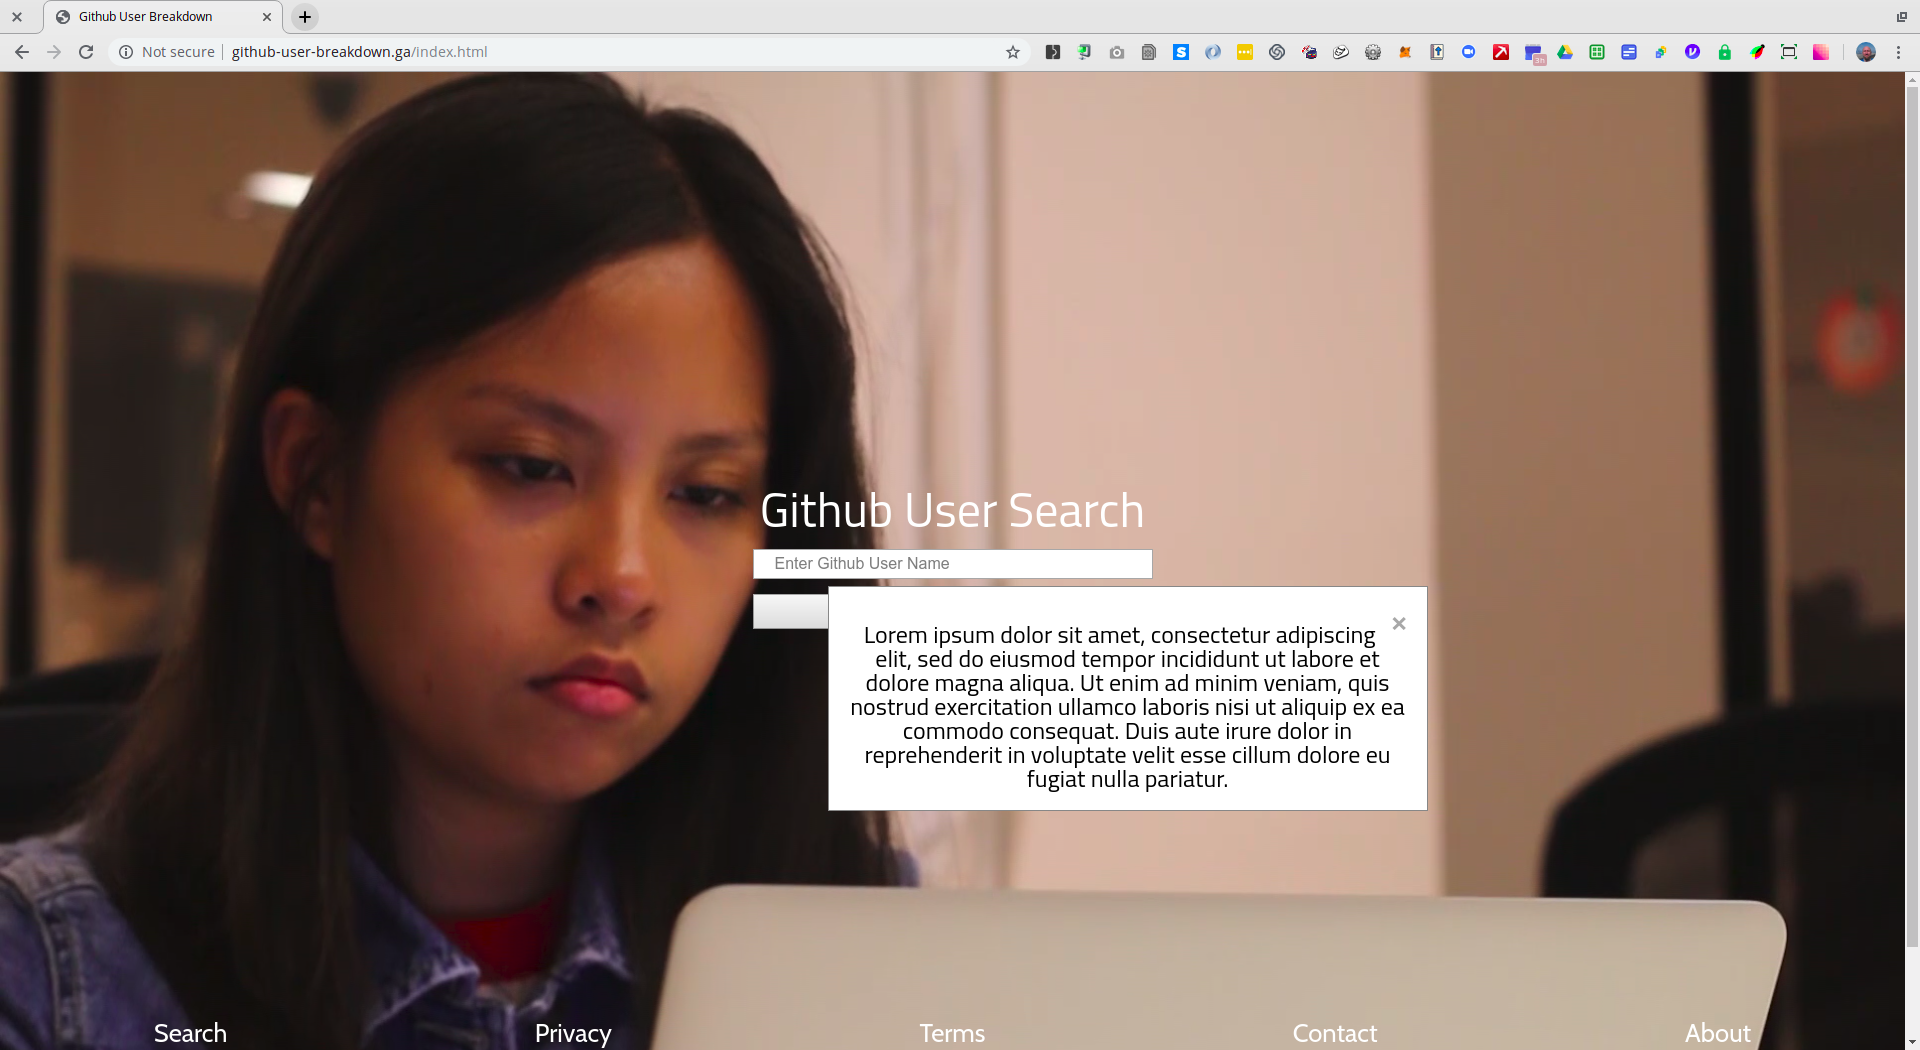 Github User Breakdown
Not secure
github-user-breakdown.ga/index.html
3h
Github User Search
Enter Github User Name
Lorem ipsum dolor sit amet, consectetur adipiscing
elit, sed do eiusmod tempor incididunt ut labore et
dolore magna aliqua. Ut enim ad minim veniam, quis
nostrud exercitation ullamco laboris nisi ut aliquip ex ea
commodo consequat. Duis aute irure dolor in
reprehenderit in voluptate velit esse cillum dolore eu
fugiat nulla pariatur.
Search Privacy Terms Contact About